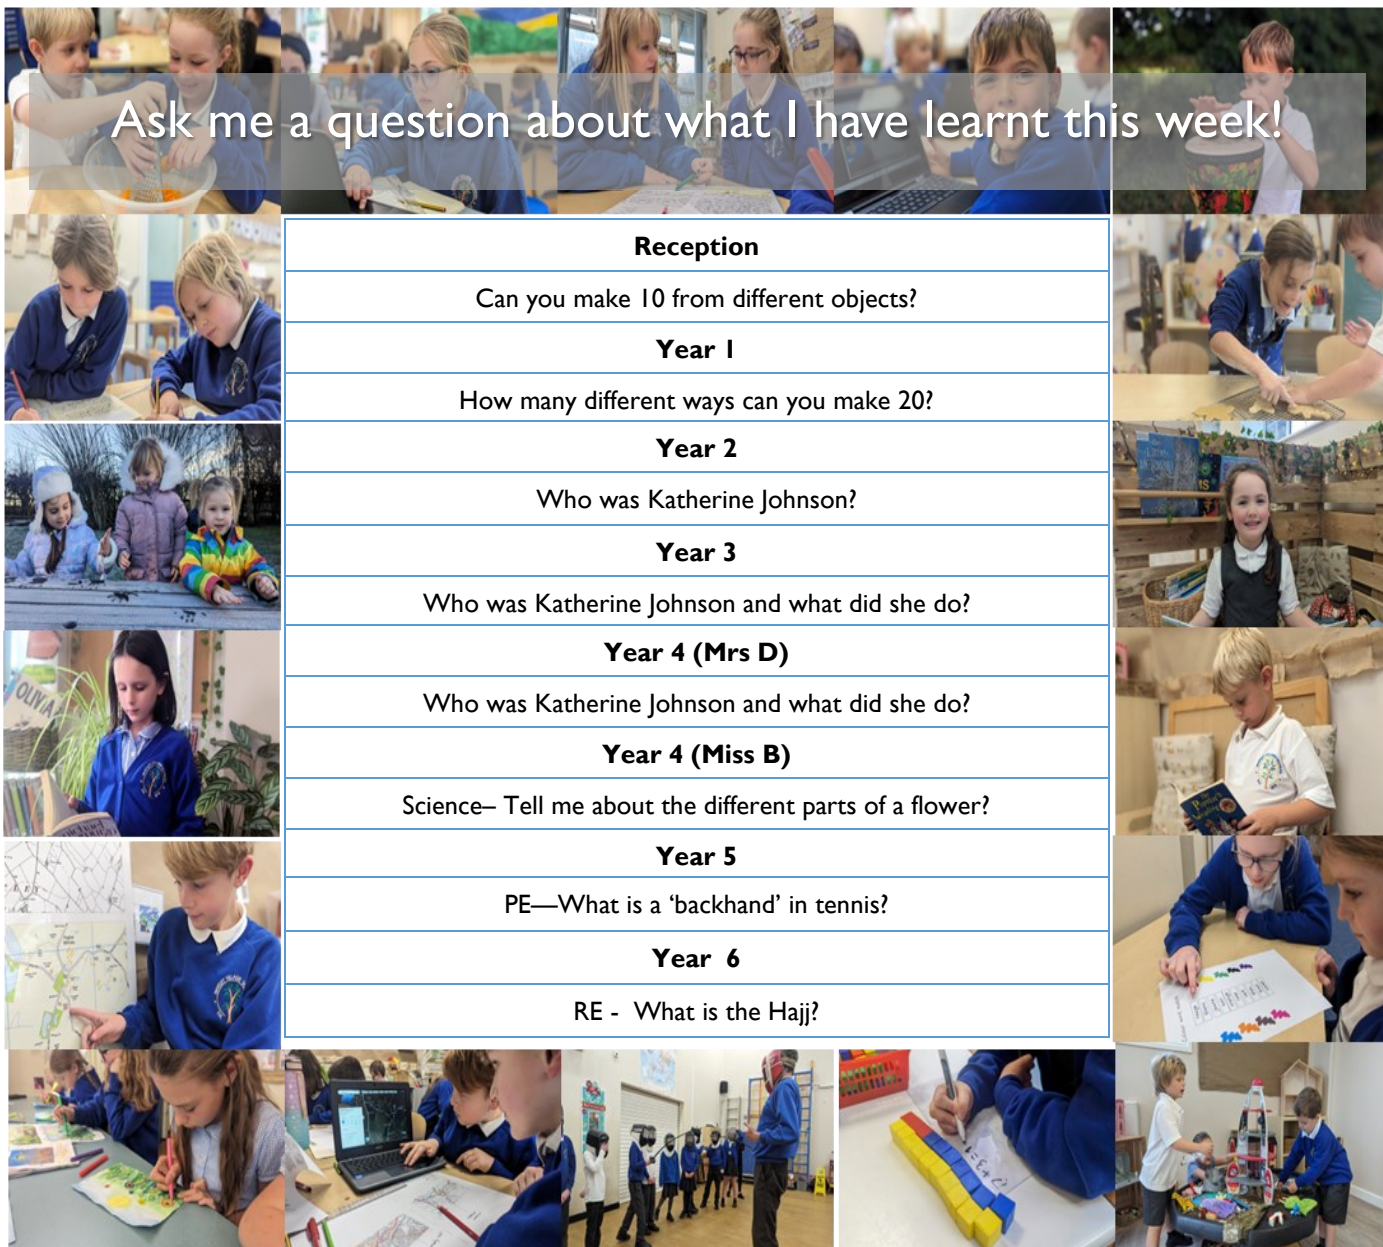 Ask me a question about what I have learnt this week!
Reception
Can you make 10 from different objects?
Year 1
How many different ways can you make 20?
Year 2
Who was Katherine Johnson?
Year 3
Who was Katherine Johnson and what did she do?
Year 4 (Mrs D)
Who was Katherine Johnson and what did she do?
Year 4 (Miss B)
Science– Tell me about the different parts of a flower?
Year 5
PE—What is a ‘backhand’ in tennis?
Year  6
RE -  What is the Hajj?
OLIVIA